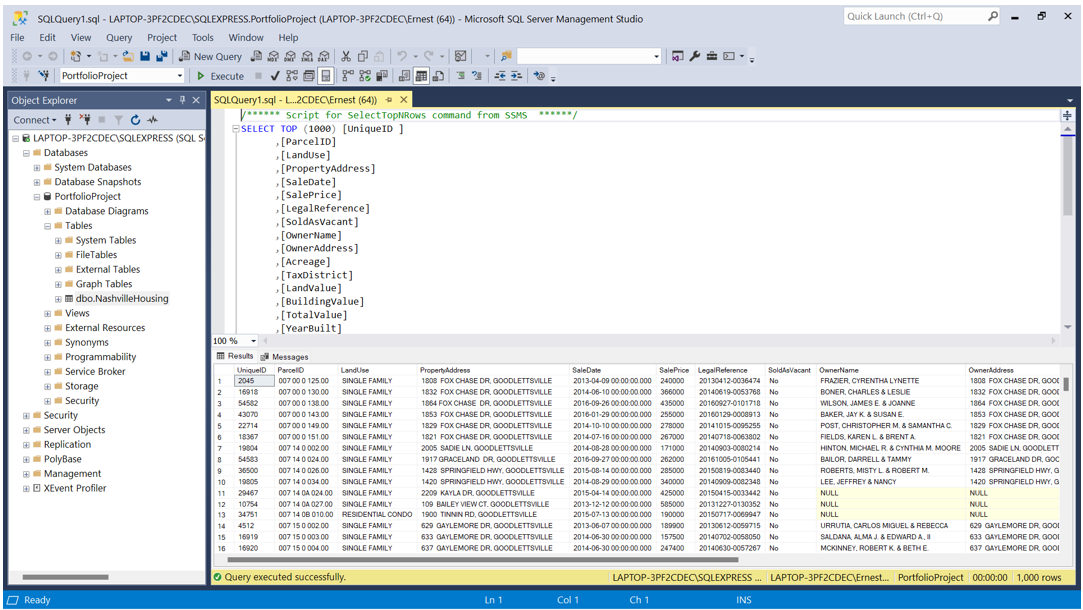 SQLQuery1.sql - LAPTOP-3PF2CDEC\SQLEXPRESS.PortfolioProject (LAPTOP-3PF2CDEC\Ernest (64)) - Microsoft SQL Server Management Studio
Quick Launch (Ctrl+Q)
File Edit View Query Project Tools Window Help
New Query
MDX DMX XMLA DAX
PortfolioProject
Execute
Object Explorer
Connect
LAPTOP-3PF2CDEC\SQLEXPRESS (SQL S
Databases
System Databases
Database Snapshots
PortfolioProject
Database Diagrams
Tables
System Tables
FileTables
External Tables
Graph Tables
dbo.NashvilleHousing
Views
External Resources
Synonyms
Programmability
Service Broker
Storage
Security
Security
Server Objects
Replication
PolyBase
Management
XEvent Profiler
SQLQuery1.sql - L...2CDEC\Ernest (64))
/****** Script for SelectTopNRows command from SSMS ******/
SELECT TOP (1000) [UniqueID ]
,[ParcelID]
,[LandUse]
,[PropertyAddress]
,[SaleDate]
,[SalePrice]
,[LegalReference]
,[SoldAsVacant]
,[OwnerName]
,[OwnerAddress]
,[Acreage]
,[TaxDistrict]
,[LandValue]
,[BuildingValue]
,[TotalValue]
,[YearBuilt]
100 %
Results Messages
UniqueID ParcelID LandUse PropertyAddress SaleDate SalePrice LegalReference SoldAsVacant OwnerName OwnerAddress
1 2045 007 00 0 125.00 SINGLE FAMILY 1808 FOX CHASE DR, GOODLETTSVILLE 2013-04-09 00:00:00.000 240000 20130412-0036474 No FRAZIER, CYRENTHA LYNETTE 1808 FOX CHASE DR, GOOD
2 16918 007 00 0 130.00 SINGLE FAMILY 1832 FOX CHASE DR, GOODLETTSVILLE 2014-06-10 00:00:00.000 366000 20140619-0053768 No BONER, CHARLES & LESLIE 1832 FOX CHASE DR, GOOD
3 54582 007 00 0 138.00 SINGLE FAMILY 1864 FOX CHASE DR, GOODLETTSVILLE 2016-09-26 00:00:00.000 435000 20160927-0101718 No WILSON, JAMES E. & JOANNE 1864 FOX CHASE DR, GOOD
4 43070 007 00 0 143.00 SINGLE FAMILY 1853 FOX CHASE DR, GOODLETTSVILLE 2016-01-29 00:00:00.000 255000 20160129-0008913 No BAKER, JAY K. & SUSAN E. 1853 FOX CHASE DR, GOOD
5 22714 007 00 0 149.00 SINGLE FAMILY 1829 FOX CHASE DR, GOODLETTSVILLE 2014-10-10 00:00:00.000 278000 20141015-0095255 No POST, CHRISTOPHER M. & SAMANTHA C. 1829 FOX CHASE DR, GOOD
6 18367 007 00 0 151.00 SINGLE FAMILY 1821 FOX CHASE DR, GOODLETTSVILLE 2014-07-16 00:00:00.000 267000 20140718-0063802 No FIELDS, KAREN L. & BRENT A. 1821 FOX CHASE DR, GOOD
7 19804 007 14 0 002.00 SINGLE FAMILY 2005 SADIE LN, GOODLETTSVILLE 2014-08-28 00:00:00.000 171000 20140903-0080214 No HINTON, MICHAEL R. & CYNTHIA M. MOORE 2005 SADIE LN, GOODLETTS
8 54583 007 14 0 024.00 SINGLE FAMILY 1917 GRACELAND DR, GOODLETTSVILLE 2016-09-27 00:00:00.000 262000 20161005-0105441 No BAILOR, DARRELL & TAMMY 1917 GRACELAND DR, GOO
9 36500 007 14 0 026.00 SINGLE FAMILY 1428 SPRINGFIELD HWY, GOODLETTSVILLE 2015-08-14 00:00:00.000 285000 20150819-0083440 No ROBERTS, MISTY L. & ROBERT M. 1428 SPRINGFIELD HWY, G
10 19805 007 14 0 034.00 SINGLE FAMILY 1420 SPRINGFIELD HWY, GOODLETTSVILLE 2014-08-29 00:00:00.000 340000 20140909-0082348 No LEE, JEFFREY & NANCY 1420 SPRINGFIELD HWY, G
11 29467 007 14 0A 024.00 SINGLE FAMILY 2209 KAYLA DR, GOODLETTSVILLE 2015-04-14 00:00:00.000 425000 20150415-0033442 No NULL NULL
12 10754 007 14 0A 027.00 SINGLE FAMILY 109 BAILEY VIEW CT, GOODLETTSVILLE 2013-12-12 00:00:00.000 585000 20131227-0130352 No NULL NULL
13 34751 007 14 0B 010.00 RESIDENTIAL CONDO 1900 TINNIN RD, GOODLETTSVILLE 2015-07-13 00:00:00.000 190000 20150717-0069947 No NULL NULL
14 4512 007 15 0 002.00 SINGLE FAMILY 629 GAYLEMORE DR, GOODLETTSVILLE 2013-06-07 00:00:00.000 189900 20130612-0059715 No URRUTIA, CARLOS MIGUEL & REBECCA 629 GAYLEMORE DR, GOOD
15 16919 007 15 0 003.00 SINGLE FAMILY 633 GAYLEMORE DR, GOODLETTSVILLE 2014-06-30 00:00:00.000 157500 20140702-0058050 No SALDANA, ALMA J. & EDWARD A., II 633 GAYLEMORE DR, GOOD
16 16920 007 15 0 004.00 SINGLE FAMILY 637 GAYLEMORE DR, GOODLETTSVILLE 2014-06-30 00:00:00.000 247400 20140630-0057267 No MCKINNEY, ROBERT K. & BETH E. 637 GAYLEMORE DR, GOOD
Query executed successfully. LAPTOP-3PF2CDEC\SQLEXPRESS ... LAPTOP-3PF2CDEC\Ernest... PortfolioProject 00:00:00 1,000 rows
Ready Ln 1 Col 1 Ch 1 INS